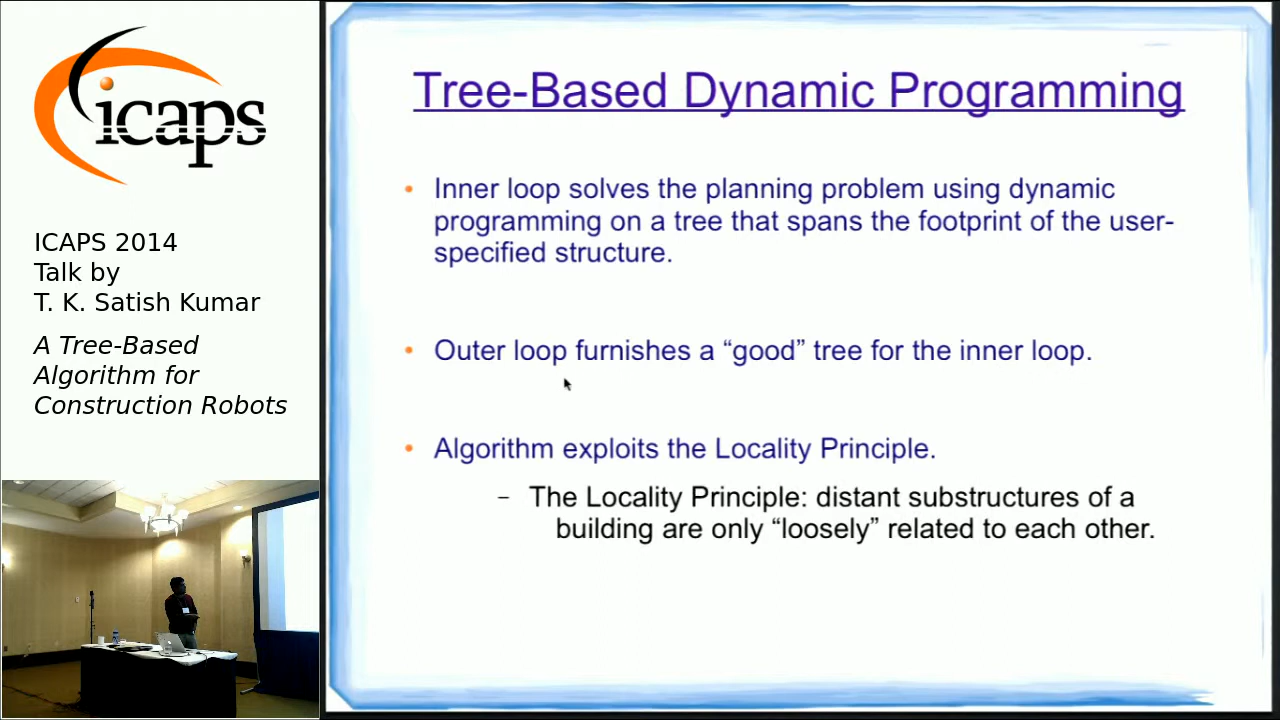 icaps
ICAPS 2014
Talk by
T. K. Satish Kumar
A Tree-Based
Algorithm for
Construction Robots
Tree-Based Dynamic Programming
• Inner loop solves the planning problem using dynamic
programming on a tree that spans the footprint of the user-
specified structure.
• Outer loop furnishes a “good” tree for the inner loop.
• Algorithm exploits the Locality Principle.
– The Locality Principle: distant substructures of a
building are only “loosely” related to each other.